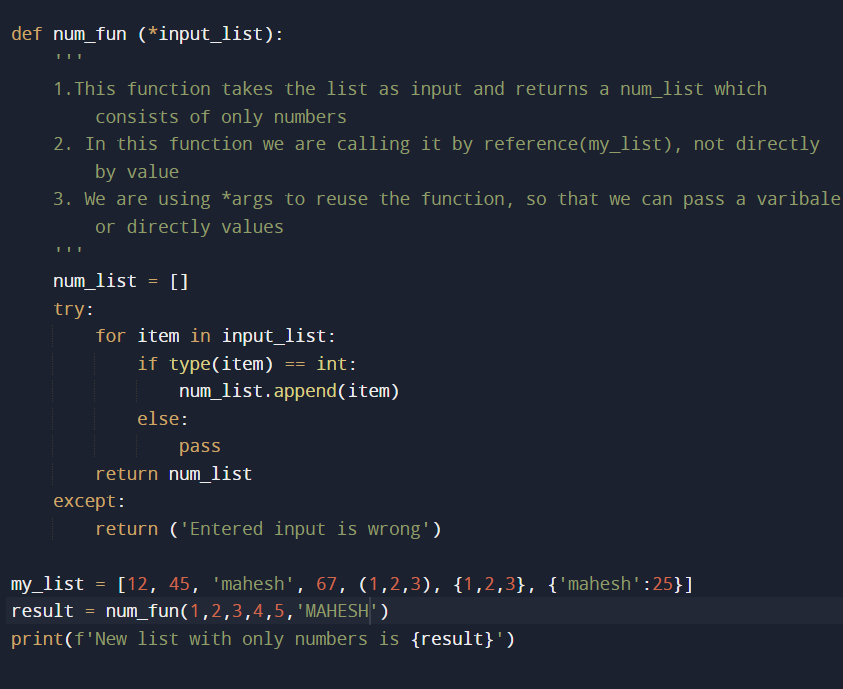 def num_fun (*input_list):
    '''
    1.This function takes the list as input and returns a num_list which
        consists of only numbers
    2. In this function we are calling it by reference(my_list), not directly
        by value
    3. We are using *args to reuse the function, so that we can pass a varibale
        or directly values
    '''
    num_list = []
    try:
        for item in input_list:
            if type(item) == int:
                num_list.append(item)
            else:
                pass
        return num_list
    except:
        return ('Entered input is wrong')

my_list = [12, 45, 'mahesh', 67, (1,2,3), {1,2,3}, {'mahesh':25}]
result = num_fun(1,2,3,4,5,'MAHESH')
print(f'New list with only numbers is {result}')